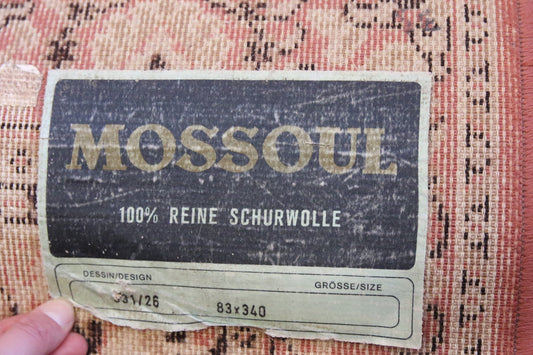 MOSSOUL
100% REINE SCHURWOLLE
DESSIN/DESIGN GRÖSSE/SIZE
83x340